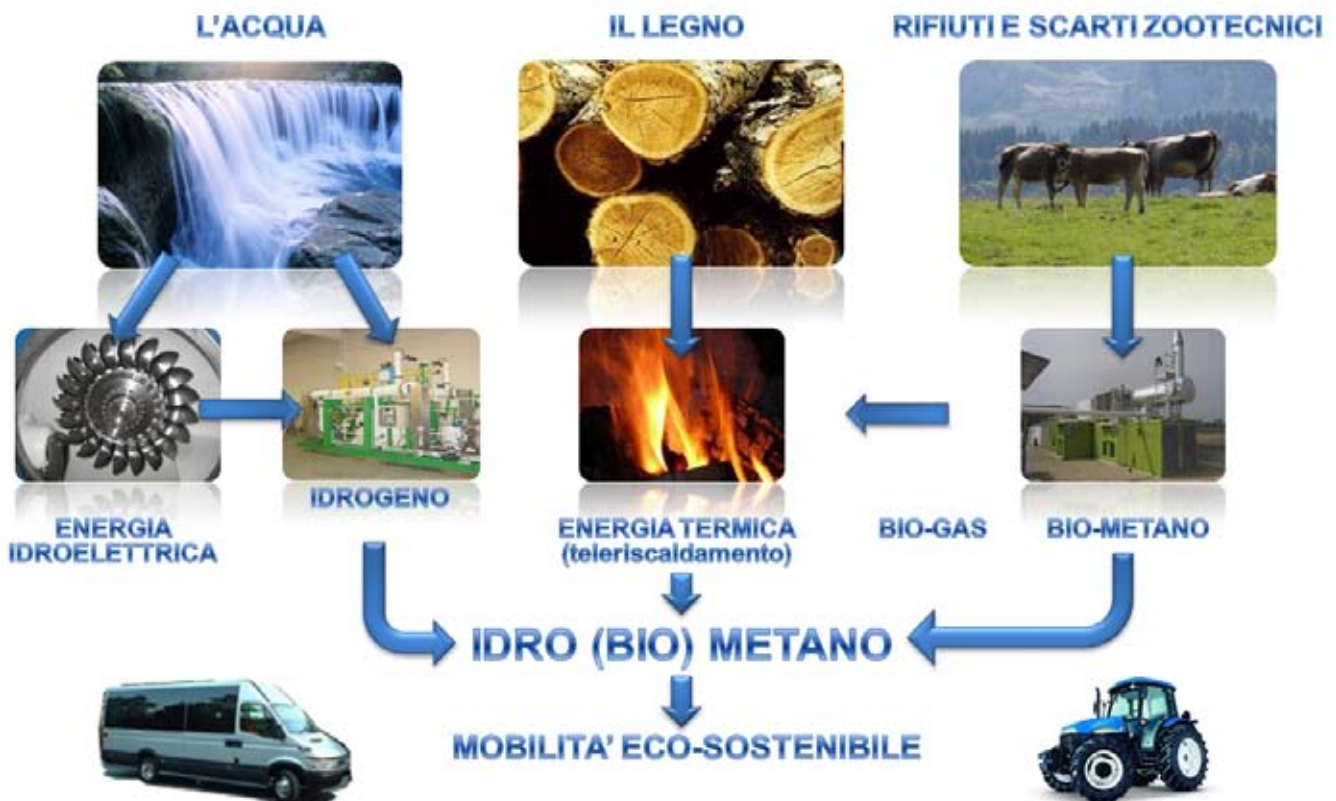 L'ACQUA
IL LEGNO
RIFIUTI E SCARTI ZOOTECNICI
ENERGIA
IDROELETTRICA
IDROGENO
ENERGIA TERMICA
(teleriscaldamento)
BIO-GAS
BIO-METANO
IDRO (BIO) METANO
MOBILITA' ECO-SOSTENIBILE